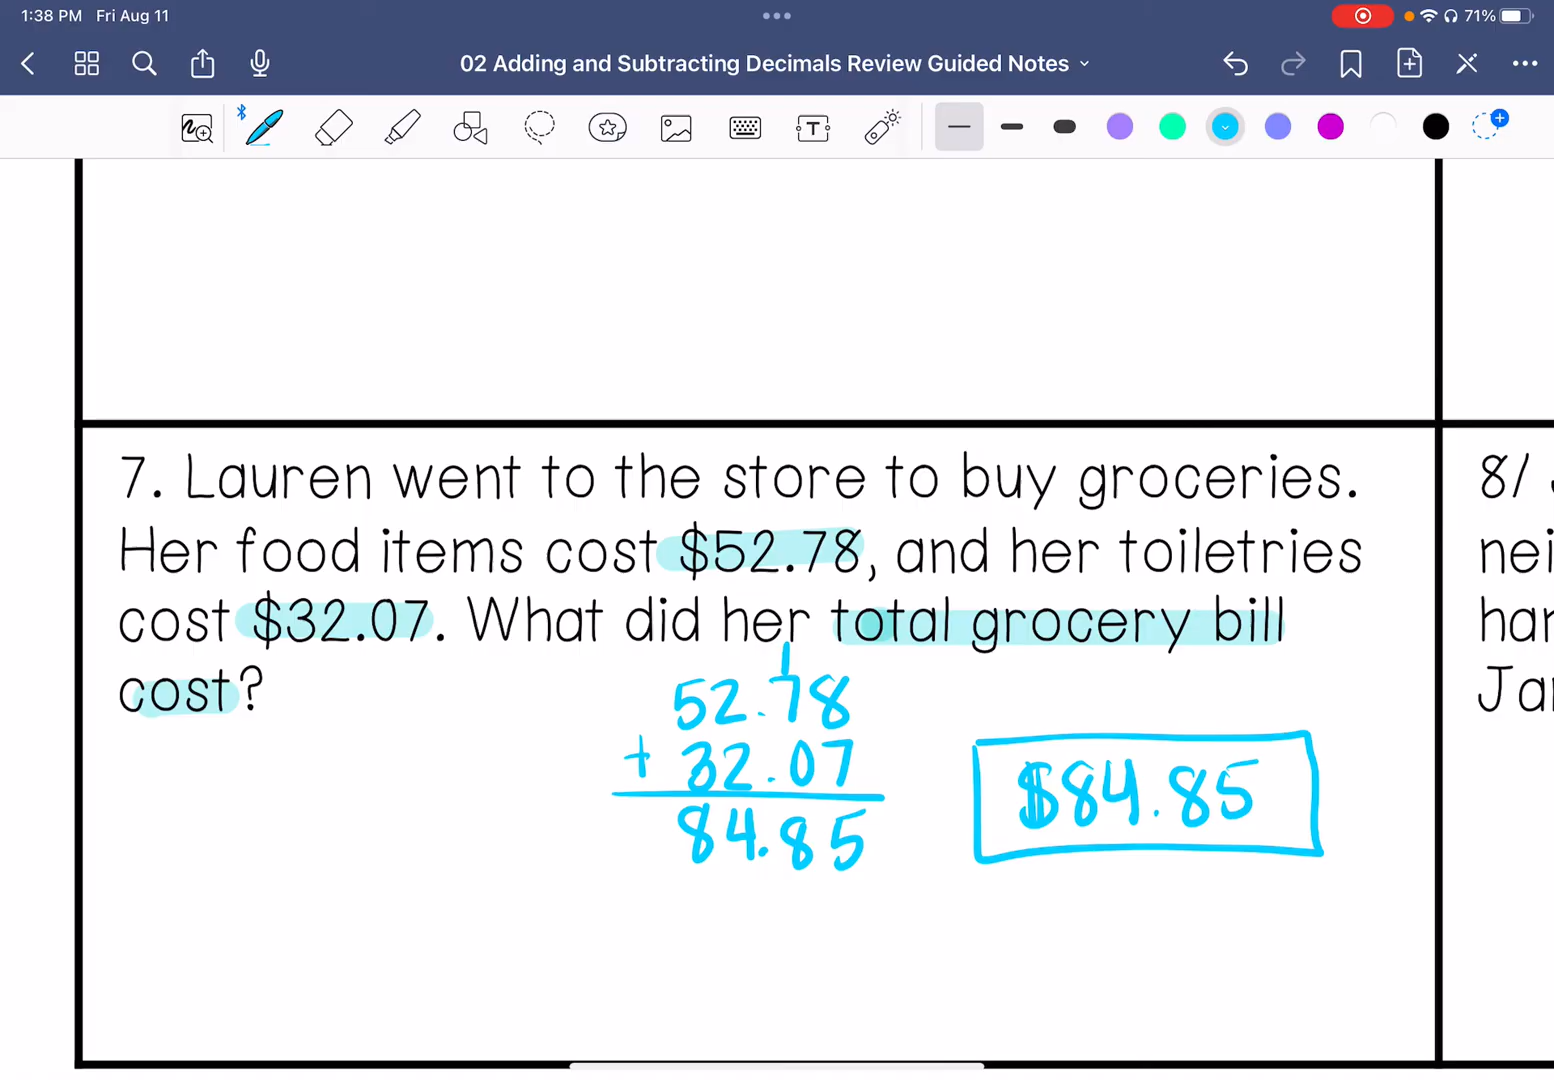 1:38 PM Fri Aug 11
71%
02 Adding and Subtracting Decimals Review Guided Notes
T
7. Lauren went to the store to buy groceries.
Her food items cost $52.78, and her toiletries
cost $32.07. What did her total grocery bill
cost?
1
52.78
+ 32.07
84.85
$84.85
8/
nei
har
Jar